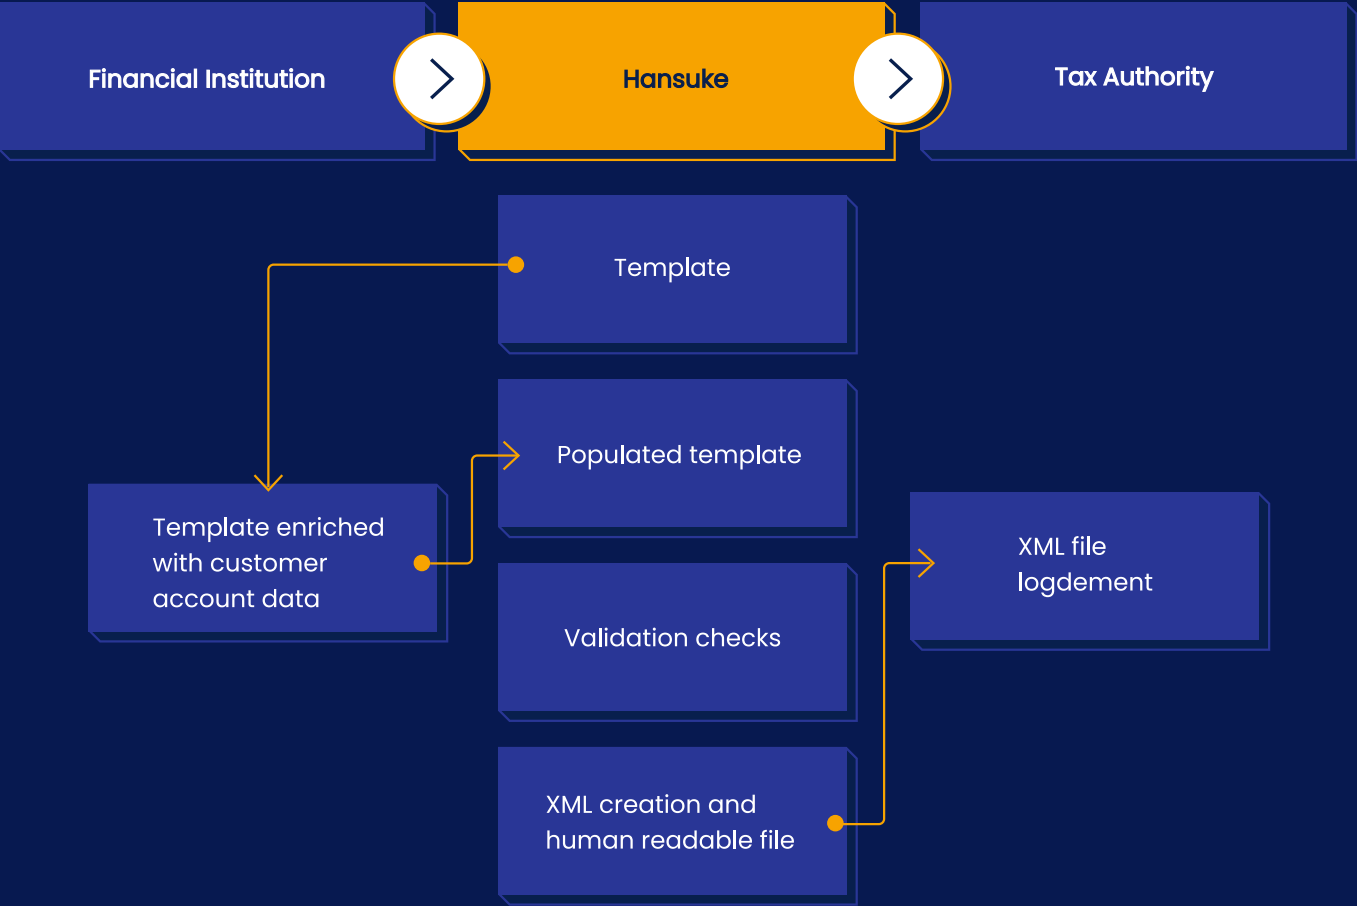 Financial Institution
Hansuke
Tax Authority
Template
Populated template
Template enriched
with customer
account data
Validation checks
XML creation and
human readable file
XML file
logdement